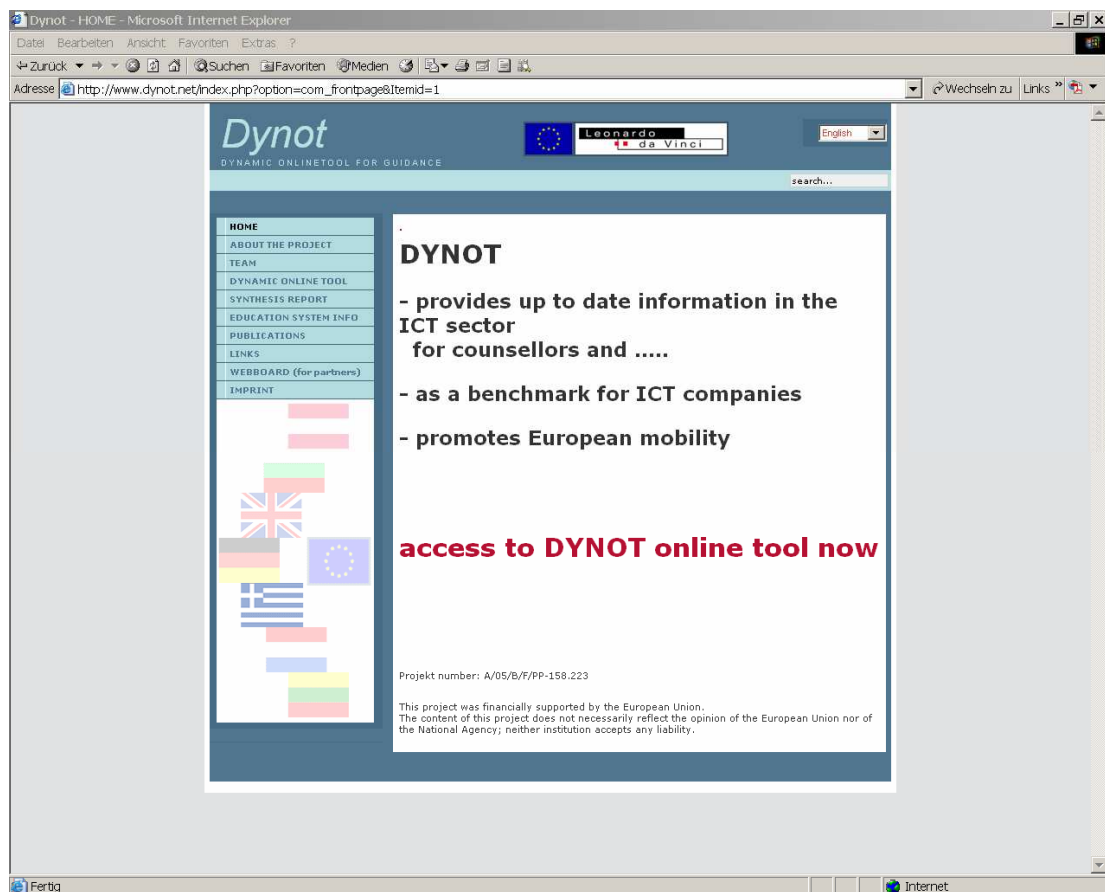 Dynot - HOME - Microsoft Internet Explorer
Datei Bearbeiten Ansicht Favoriten Extras ?
Zurück Suchen Favoriten Medien
Adresse http://www.dynot.net/index.php?option=com_frontpage&Itemid=1 Wechseln zu Links »
Dynot
DYNAMIC ONLINETOOL FOR GUIDANCE
Leonardo
da Vinci
English
search...
HOME
ABOUT THE PROJECT
TEAM
DYNAMIC ONLINE TOOL
SYNTHESIS REPORT
EDUCATION SYSTEM INFO
PUBLICATIONS
LINKS
WEBBOARD (for partners)
IMPRINT
.
DYNOT
- provides up to date information in the
ICT sector
for counsellors and .....
- as a benchmark for ICT companies
- promotes European mobility
access to DYNOT online tool now
Projekt number: A/05/B/F/PP-158.223
This project was financially supported by the European Union.
The content of this project does not necessarily reflect the opinion of the European Union nor of
the National Agency; neither institution accepts any liability.
Fertig
Internet